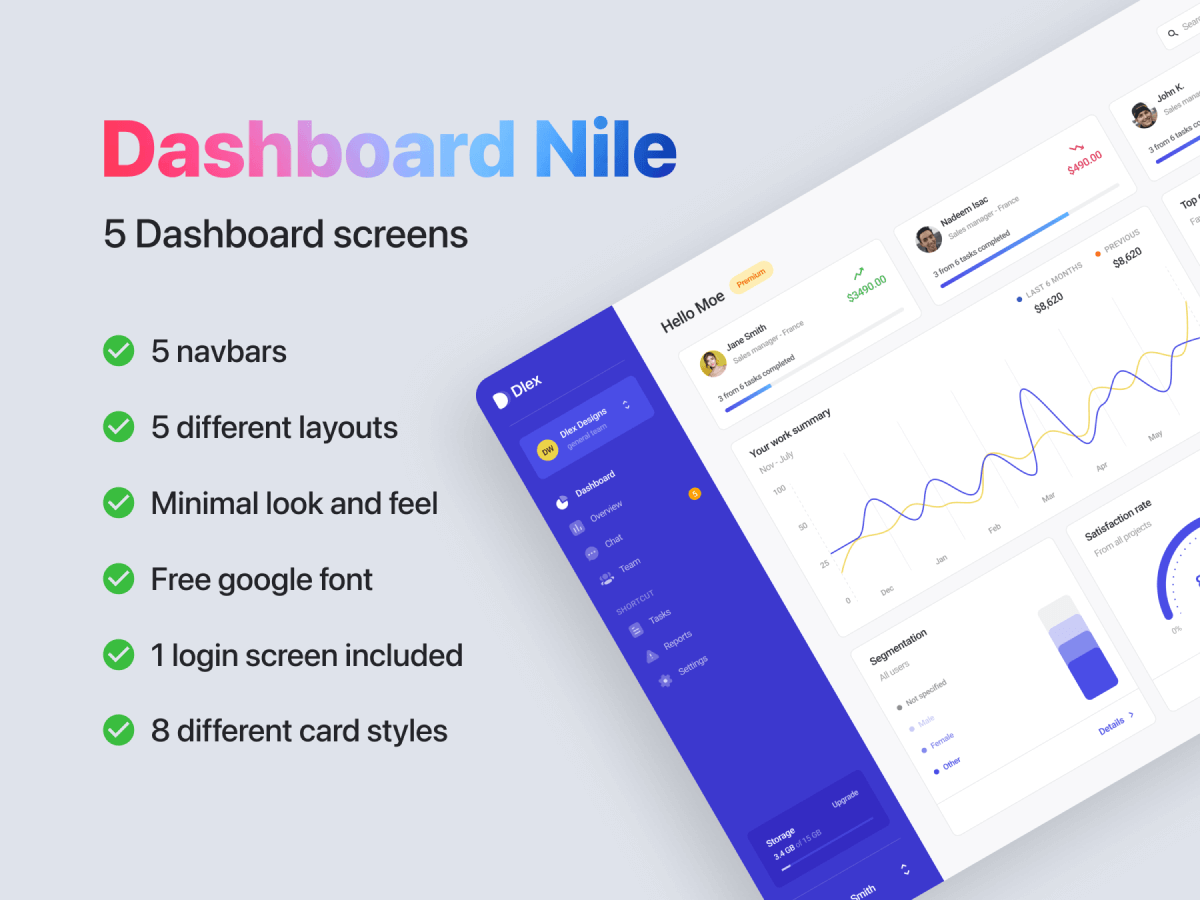 Dashboard Nile
5 Dashboard screens
5 navbars
5 different layouts
Minimal look and feel
Free google font
1 login screen included
8 different card styles
Dlex
DW
Dlex Designs
general team
Dashboard
Overview
5
Chat
Team
SHORTCUT
Tasks
Reports
Settings
Storage
Upgrade
3.4 GB of 15 GB
Smith
Hello Moe
Premium
Jane Smith
Sales manager - France
$3490.00
3 from 6 tasks completed
Nadeem Isac
Sales manager - France
$490.00
3 from 6 tasks completed
John K.
3 from 6 tasks
Your work summary
Nov - July
LAST 6 MONTHS
$8,620
PREVIOUS
$8,620
100
50
25
0
Dec
Jan
Feb
Mar
Apr
May
Top
Segmentation
All users
Not specified
Male
Female
Other
Details
Satisfaction rate
From all projects
0%